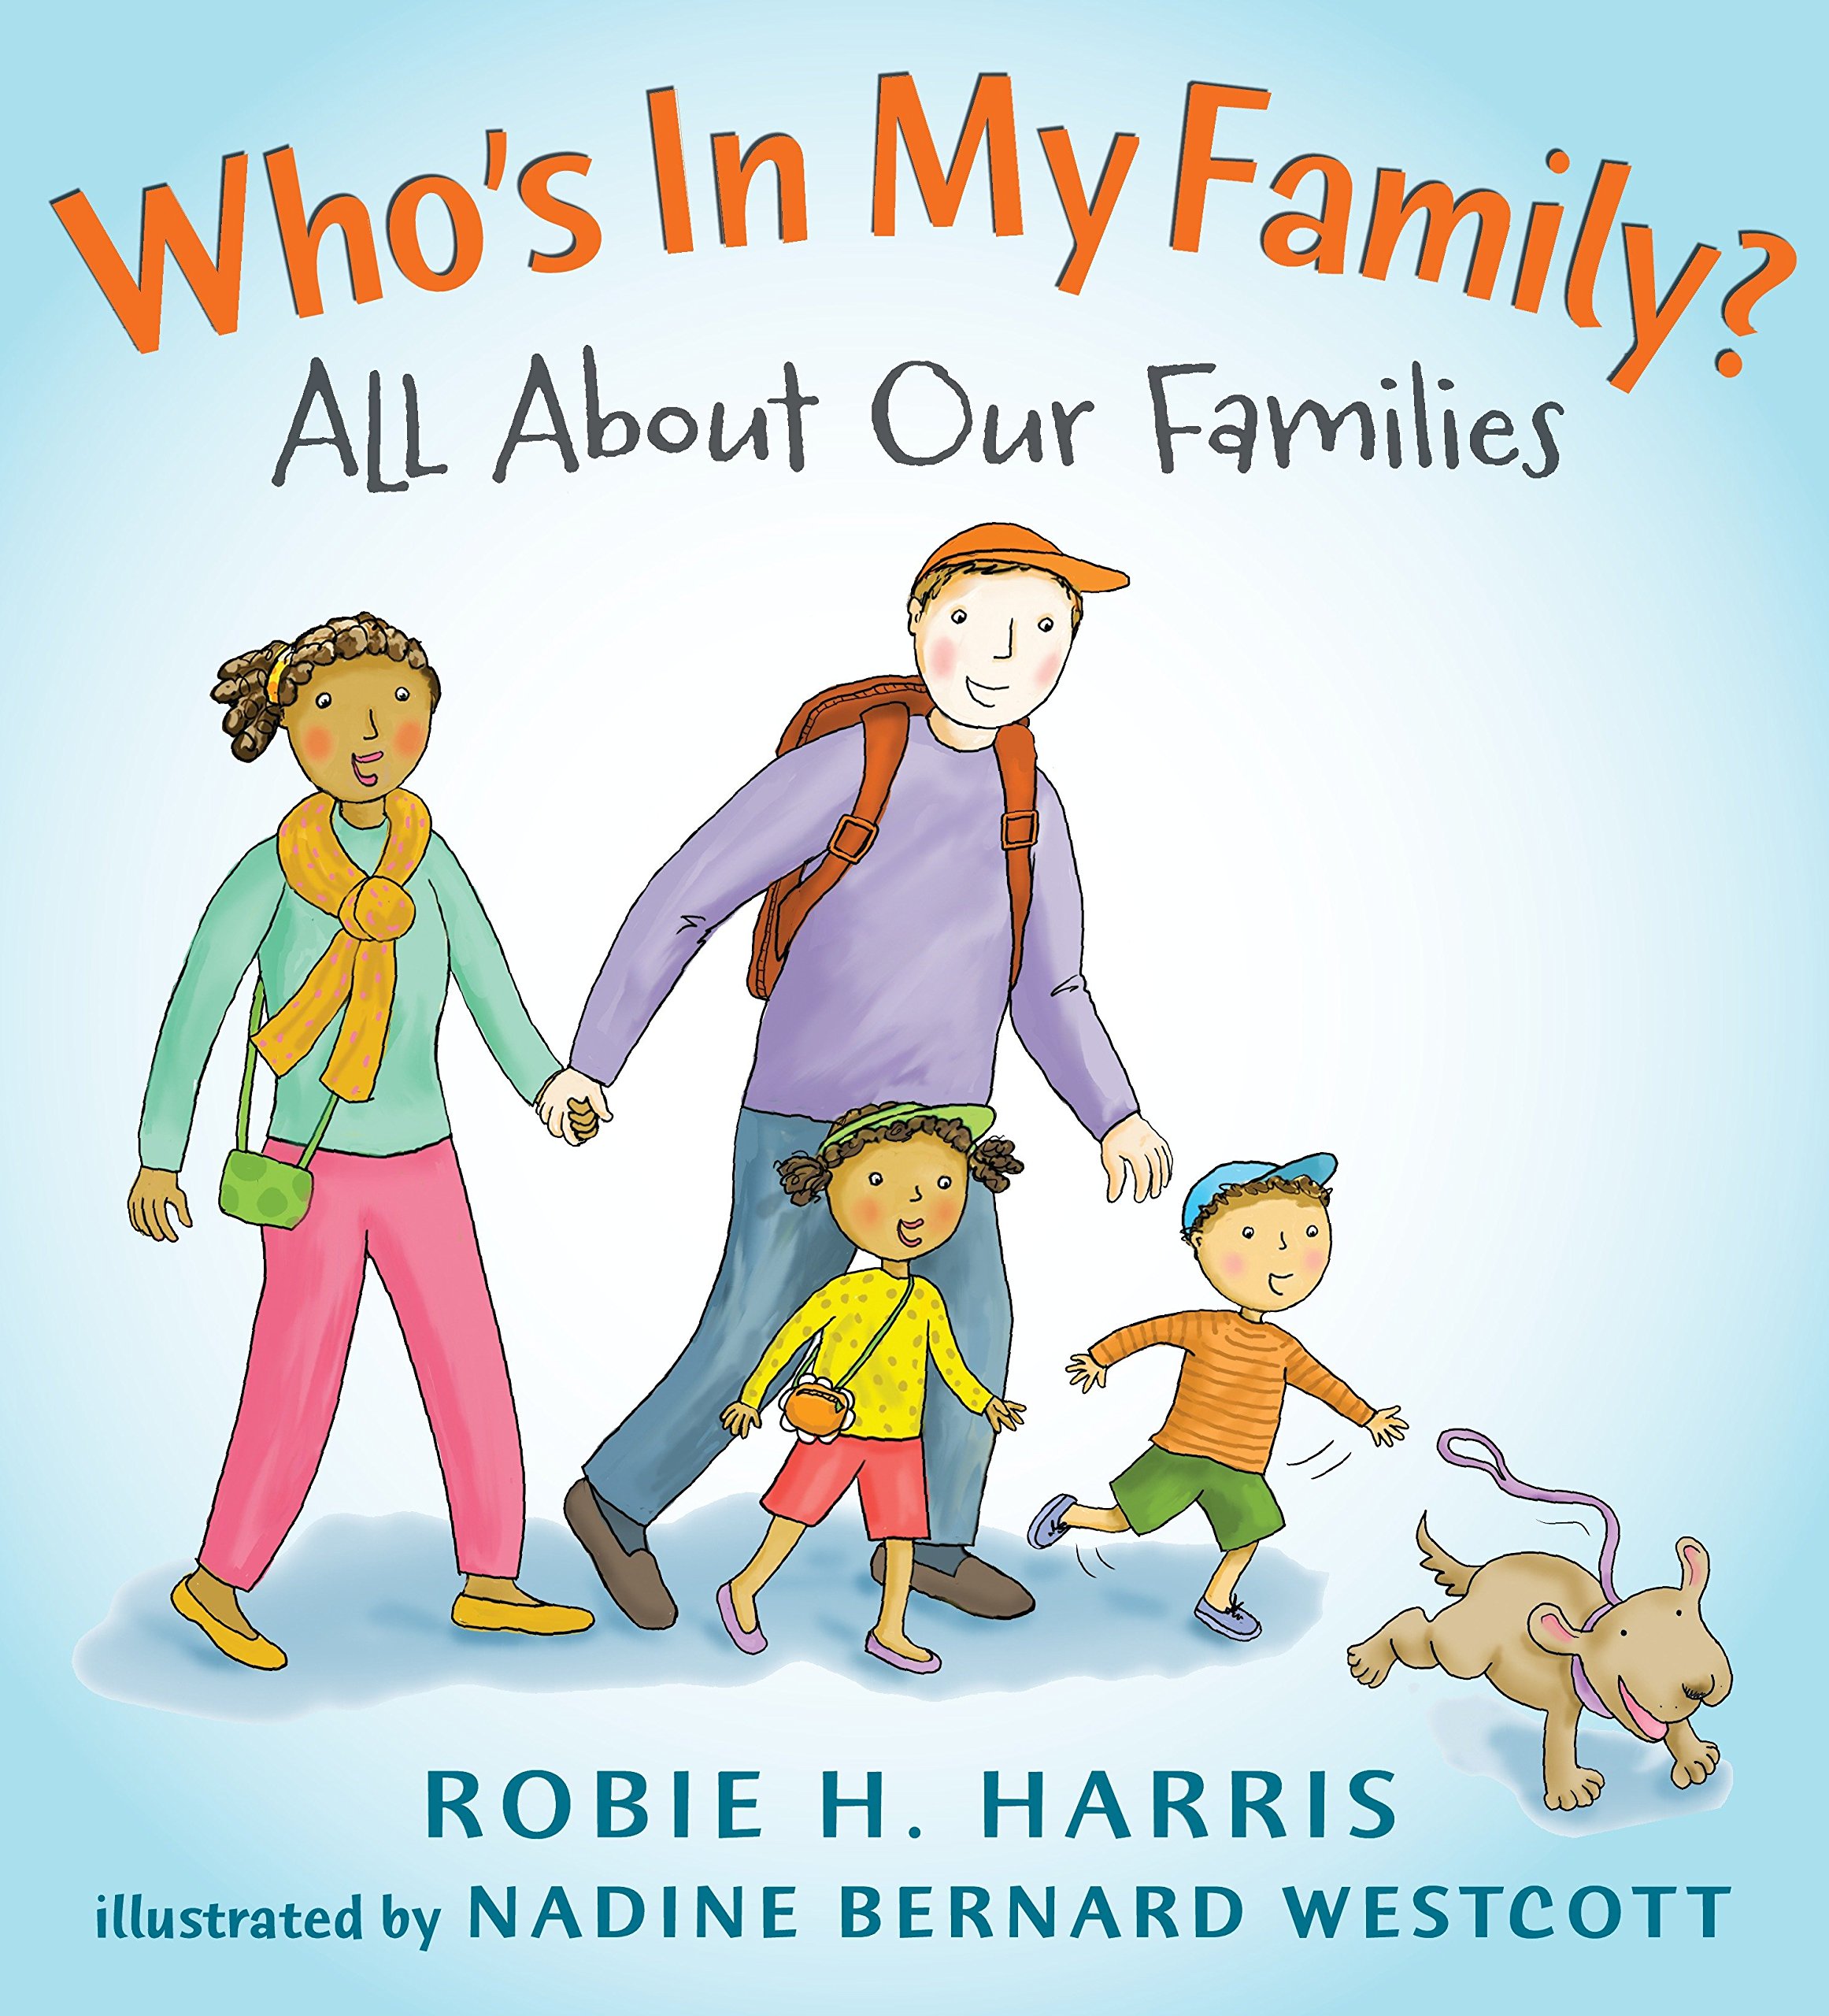 Who's In My Family?
All About Our Families
ROBIE H. HARRIS
illustrated by NADINE BERNARD WESTCOTT